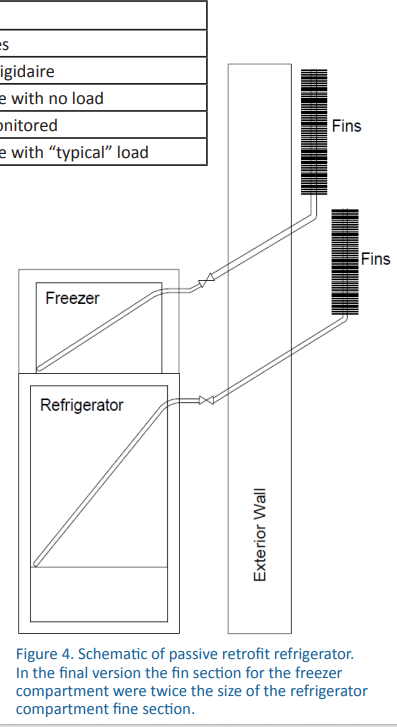 es
igidaire
e with no load
onitored
e with “typical” load
Fins
Fins
Freezer
Refrigerator
Exterior Wall
Figure 4. Schematic of passive retrofit refrigerator.
In the final version the fin section for the freezer
compartment were twice the size of the refrigerator
compartment fine section.